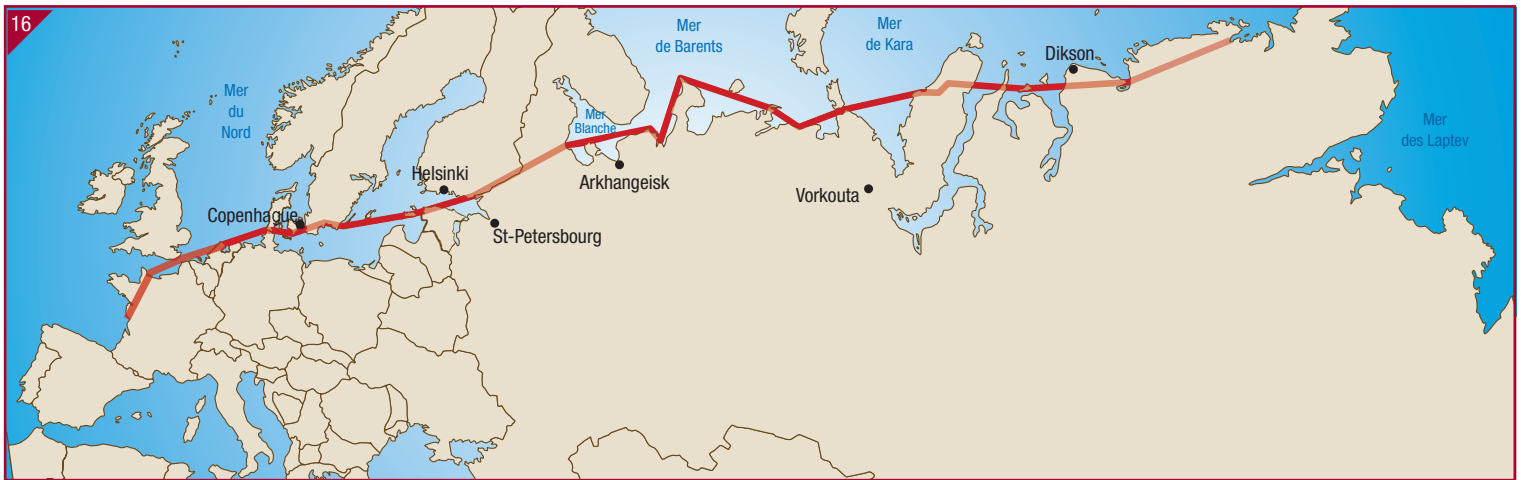 16
Mer
de Barents
Mer
de Kara
Dikson
Mer
du
Nord
Mer
Blanche
Mer
des Laptev
Helsinki
Arkhangeisk
Vorkouta
Copenhague
St-Petersbourg